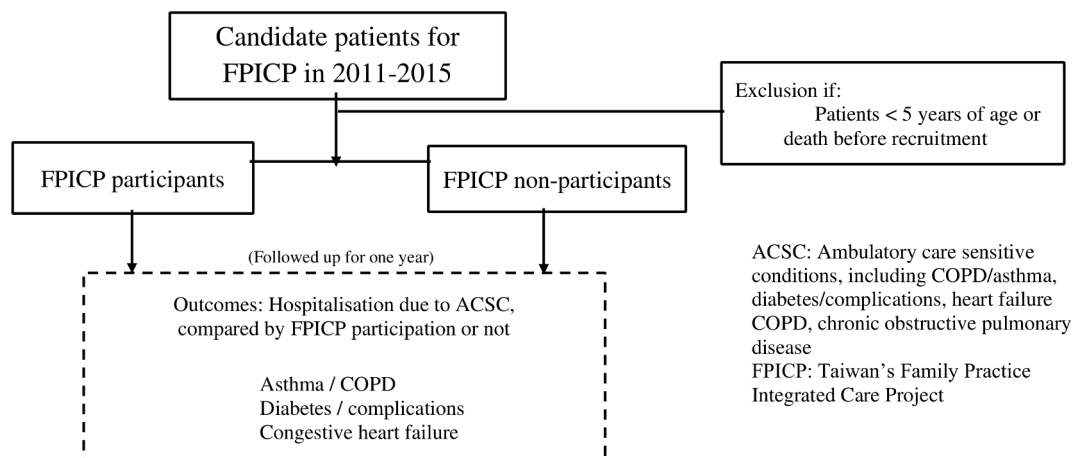 Candidate patients for
FPICP in 2011-2015
Exclusion if:
Patients < 5 years of age or
death before recruitment
FPICP participants
FPICP non-participants
(Followed up for one year)
Outcomes: Hospitalisation due to ACSC,
compared by FPICP participation or not
Asthma / COPD
Diabetes / complications
Congestive heart failure
ACSC: Ambulatory care sensitive
conditions, including COPD/asthma,
diabetes/complications, heart failure
COPD, chronic obstructive pulmonary
disease
FPICP: Taiwan’s Family Practice
Integrated Care Project